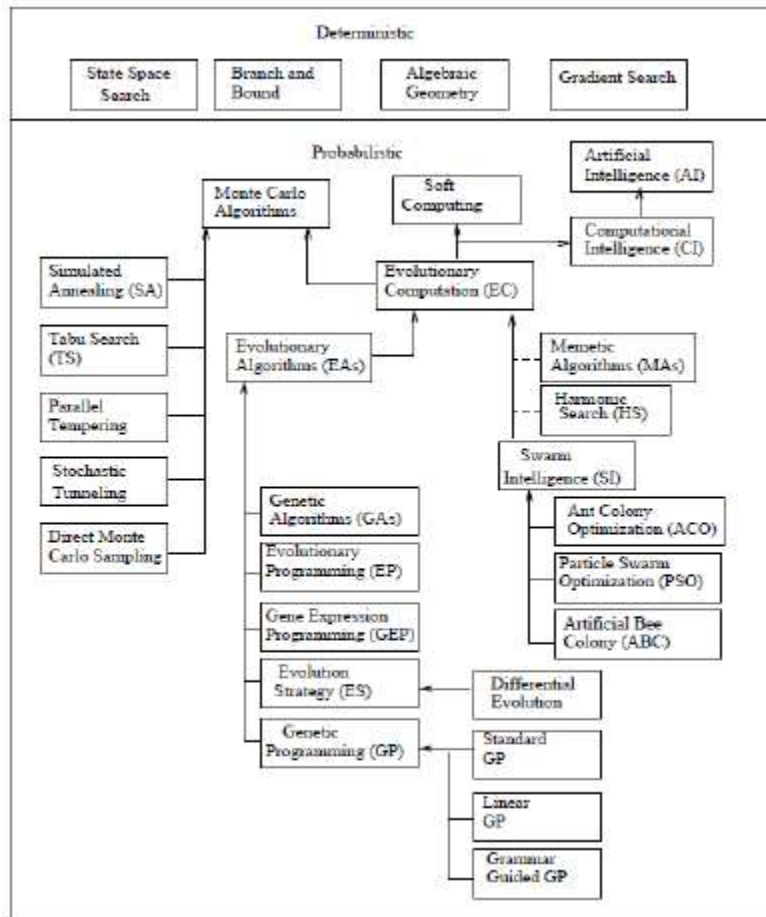 Deterministic
State Space
Search
Branch and
Bound
Algebraic
Geometry
Gradient Search
Probabilistic
Monte Carlo
Algorithms
Soft
Computing
Artificial
Intelligence (AI)
Computational
Intelligence (CI)
Simulated
Annealing (SA)
Evolutionary
Computation (EC)
Tabu Search
(TS)
Evolutionary
Algorithms (EAs)
Memetic
Algorithms (MAs)
Parallel
Tempering
Harmonic
Search (HS)
Stochastic
Tunneling
Swarm
Intelligence (SI)
Genetic
Algorithms (GAs)
Ant Colony
Optimization (ACO)
Direct Monte
Carlo Sampling
Evolutionary
Programming (EP)
Particle Swarm
Optimization (PSO)
Gene Expression
Programming (GEP)
Artificial Bee
Colony (ABC)
Evolution
Strategy (ES)
Differential
Evolution
Genetic
Programming (GP)
Standard
GP
Linear
GP
Grammar
Guided GP